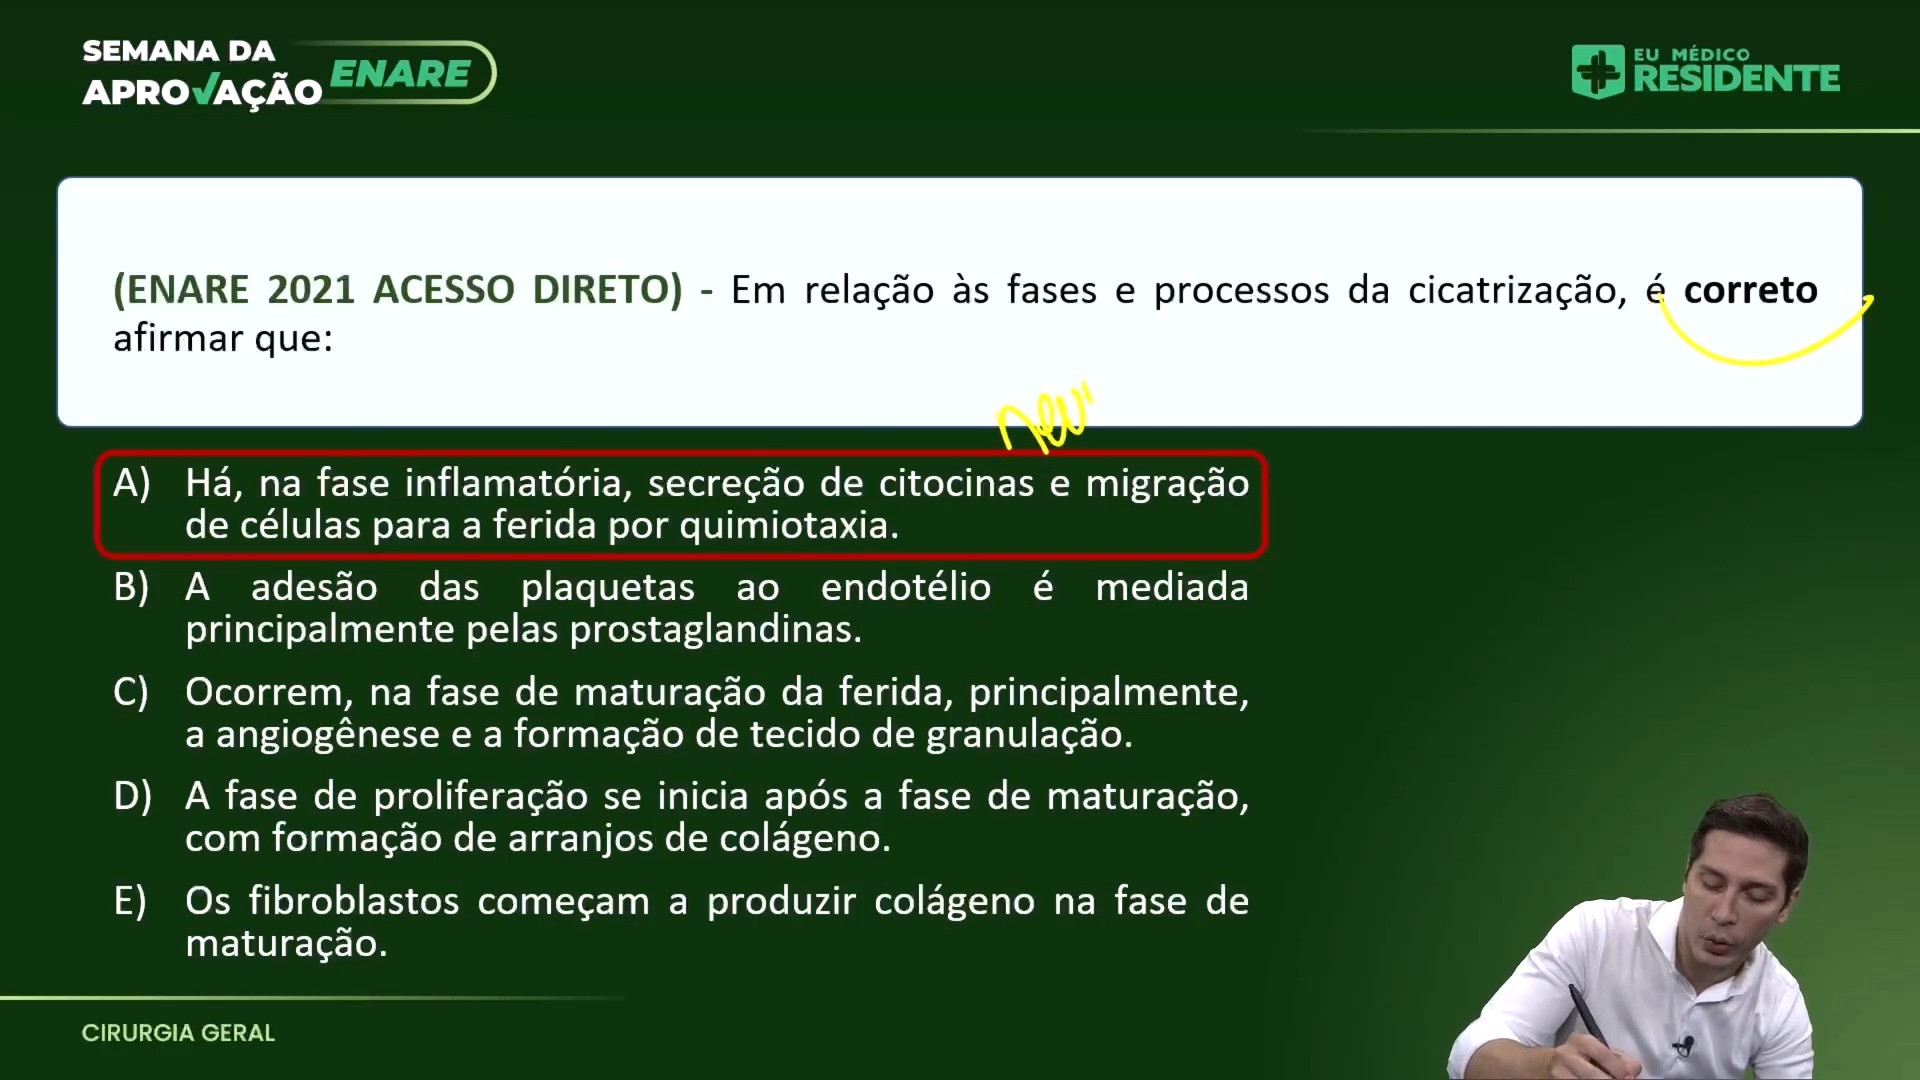 SEMANA DA
APROVAÇÃO ENARE
EU MÉDICO
RESIDENTE
(ENARE 2021 ACESSO DIRETO) - Em relação às fases e processos da cicatrização, é correto
afirmar que:
A) Há, na fase inflamatória, secreção de citocinas e migração
de células para a ferida por quimiotaxia.
B) A adesão das plaquetas ao endotélio é mediada
principalmente pelas prostaglandinas.
C) Ocorrem, na fase de maturação da ferida, principalmente,
a angiogênese e a formação de tecido de granulação.
D) A fase de proliferação se inicia após a fase de maturação,
com formação de arranjos de colágeno.
E) Os fibroblastos começam a produzir colágeno na fase de
maturação.
CIRURGIA GERAL